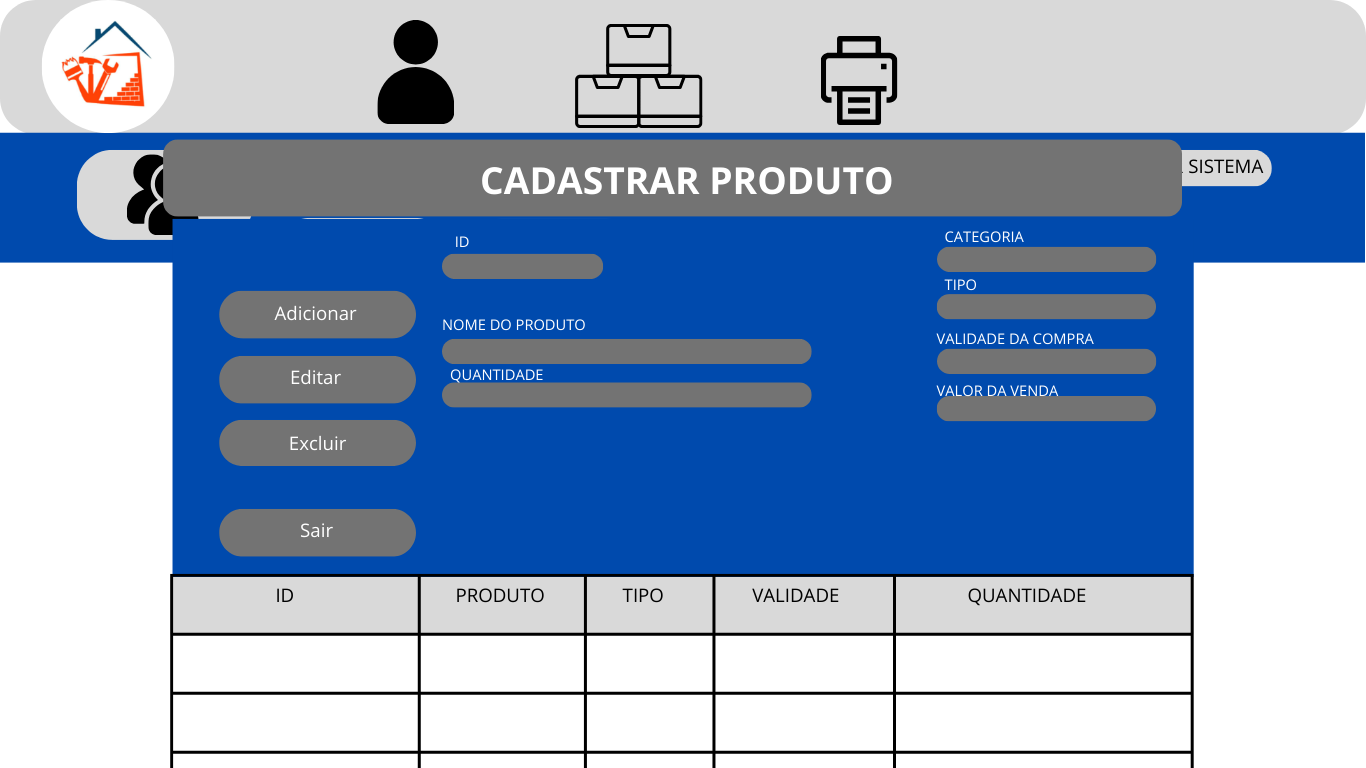 SISTEMA
CADASTRAR PRODUTO
ID
CATEGORIA
TIPO
Adicionar
NOME DO PRODUTO
VALIDADE DA COMPRA
Editar
QUANTIDADE
VALOR DA VENDA
Excluir
Sair
ID PRODUTO TIPO VALIDADE QUANTIDADE